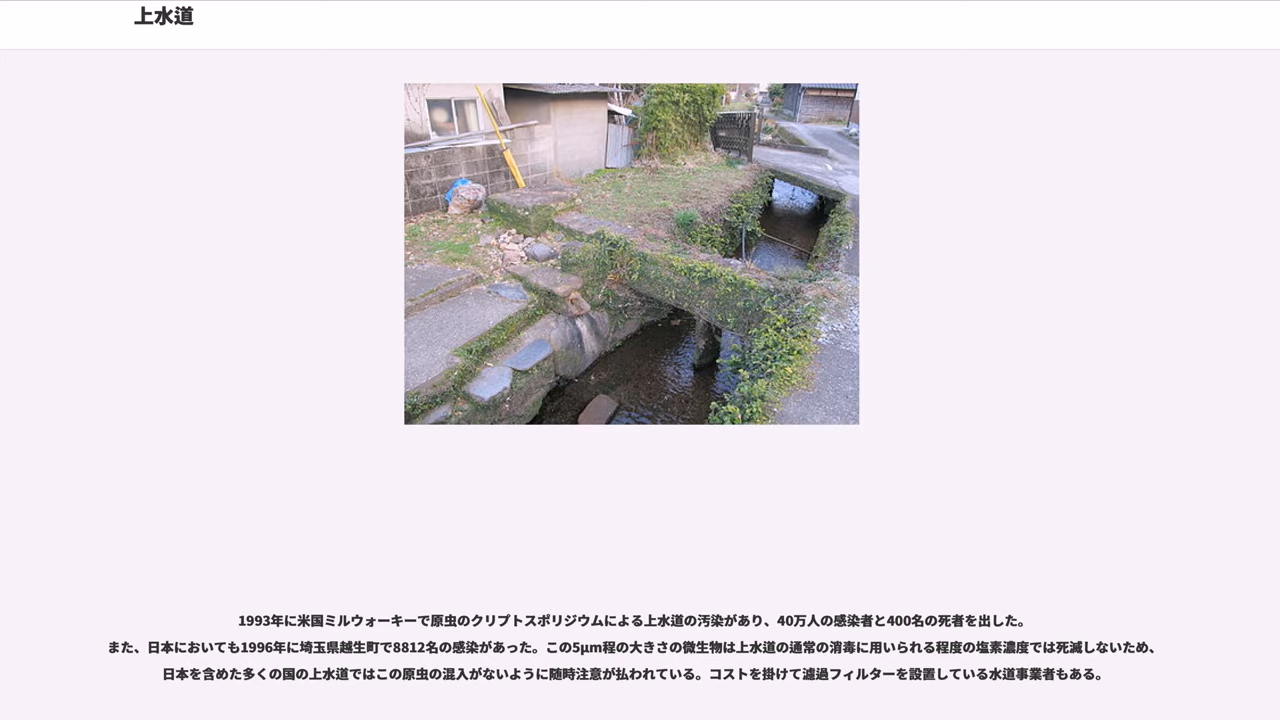 上水道
1993年に米国ミルウォーキーで原虫のクリプトスポリジウムによる上水道の汚染があり、40万人の感染者と400名の死者を出した。
また、日本においても1996年に埼玉県越生町で8812名の感染があった。この5μm程の大きさの微生物は上水道の通常の消毒に用いられる程度の塩素濃度では死滅しないため、
日本を含めた多くの国の上水道ではこの原虫の混入がないように随時注意が払われている。コストを掛けて濾過フィルターを設置している水道事業者もある。